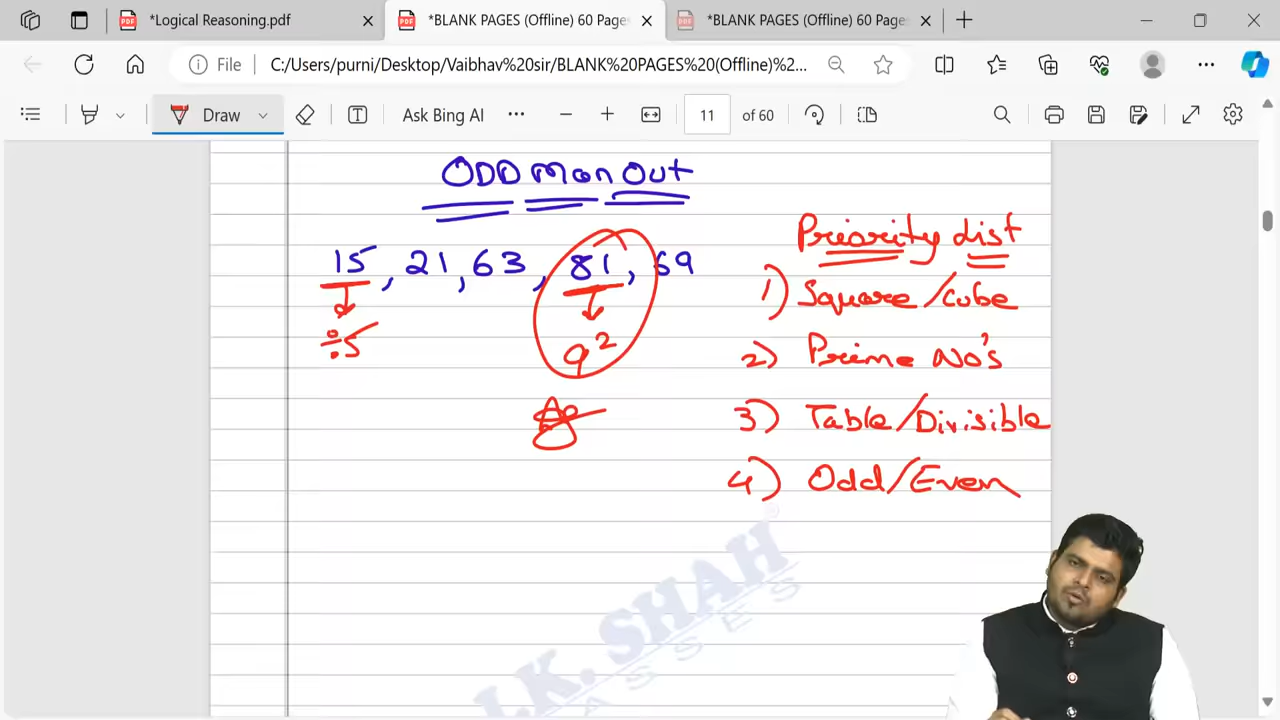 *Logical Reasoning.pdf
*BLANK PAGES (Offline) 60 Page
*BLANK PAGES (Offline) 60 Page
File
C:/Users/purni/Desktop/Vaibhav%20sir/BLANK%20PAGES%20(Offline)%2...
Draw
Ask Bing AI
11 of 60
ODD Man Out
15, 21, 63, 81, 69
÷5
9²
Priority List
1) Square/Cube
2) Prime No's
3) Table/Divisible
4) Odd/Even
J.K. SHAH
CLASSES